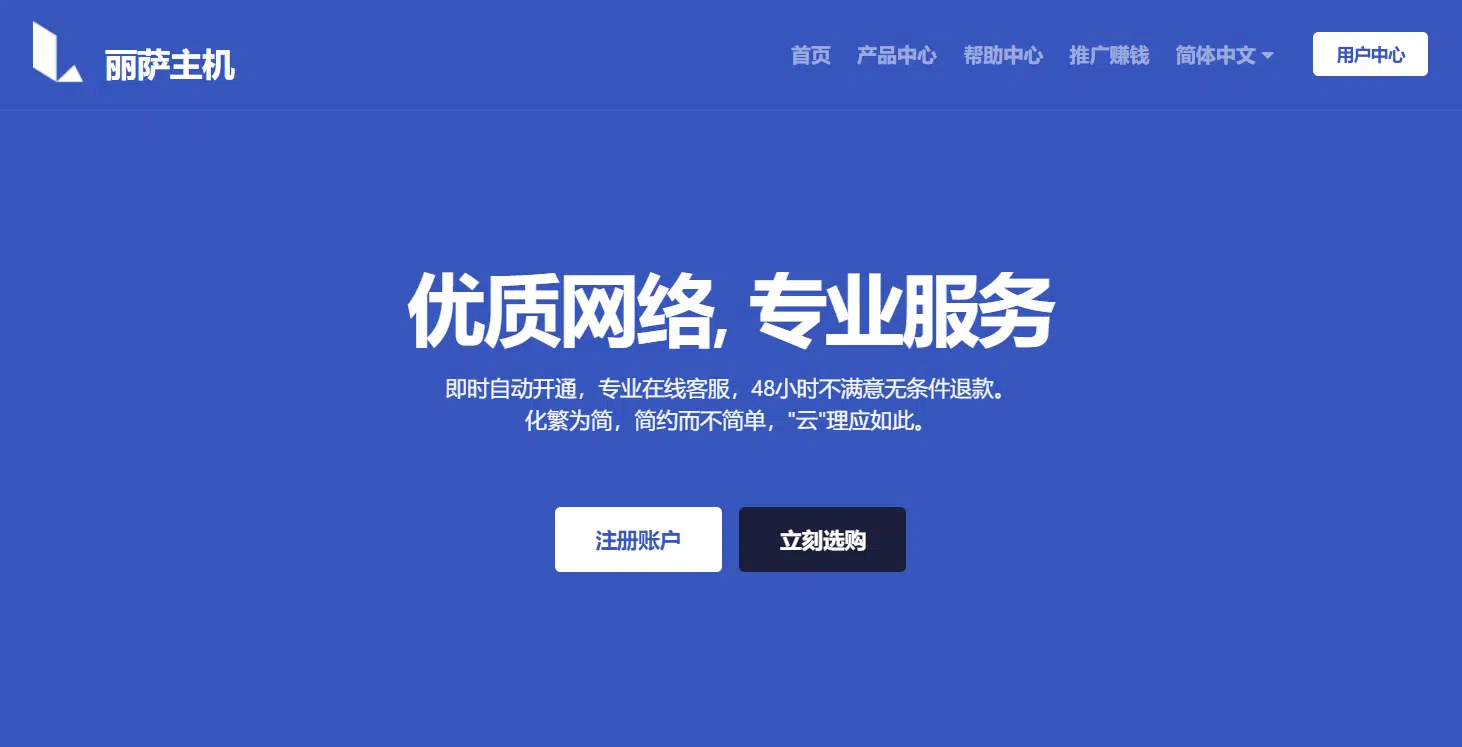 丽萨主机
首页 产品中心 帮助中心 推广赚钱 简体中文 用户中心
优质网络, 专业服务
即时自动开通，专业在线客服，48小时不满意无条件退款。
化繁为简，简约而不简单，"云"理应如此。
注册账户 立刻选购